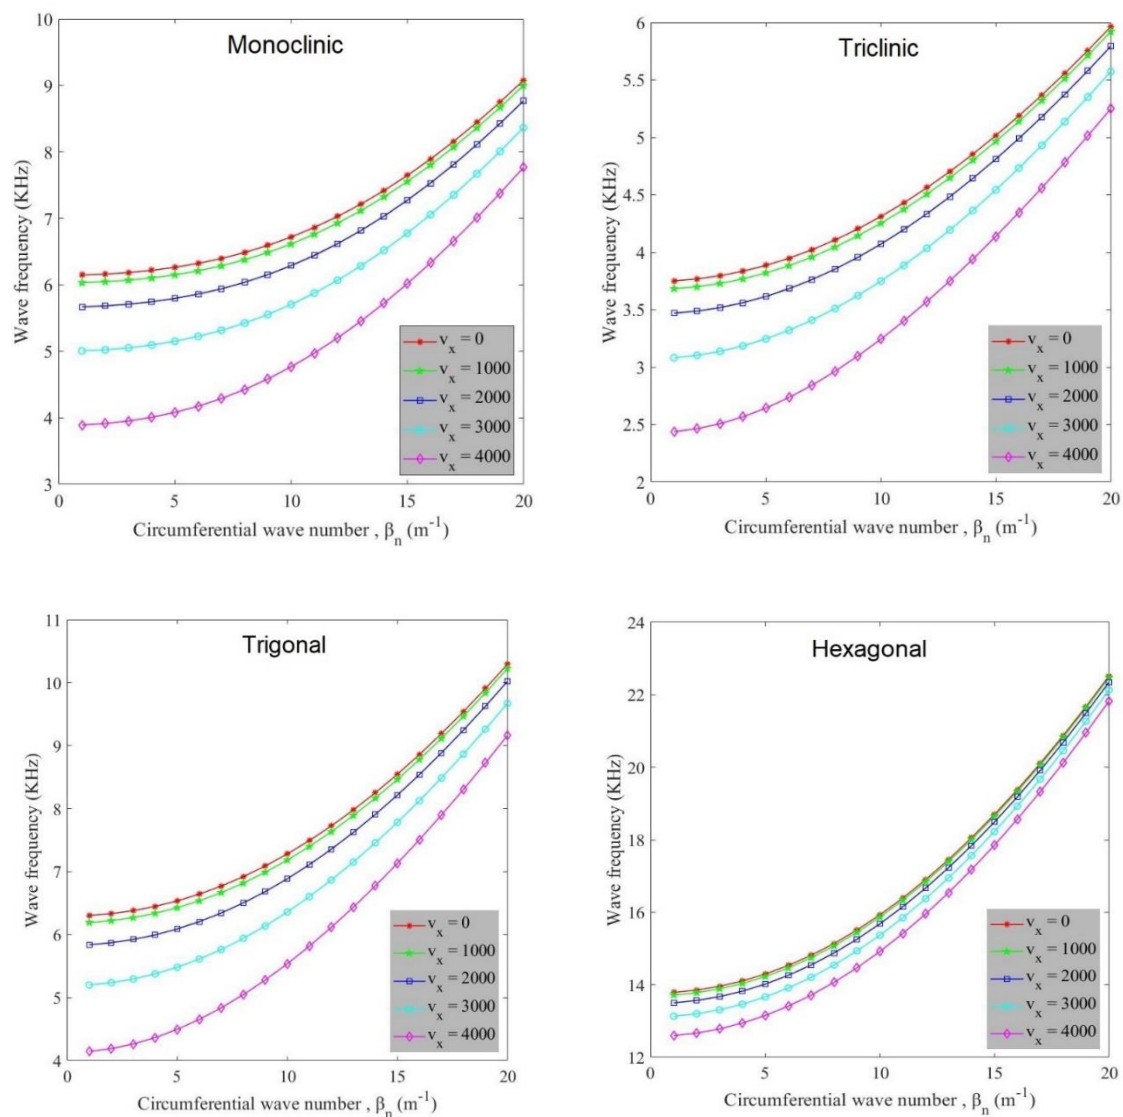 Monoclinic
10
9
8
7
6
5
4
3
Wave frequency (KHz)
v_x = 0
v_x = 1000
v_x = 2000
v_x = 3000
v_x = 4000
0 5 10 15 20
Circumferential wave number , β_n (m^-1)
Triclinic
6
5.5
5
4.5
4
3.5
3
2.5
2
Wave frequency (KHz)
v_x = 0
v_x = 1000
v_x = 2000
v_x = 3000
v_x = 4000
0 5 10 15 20
Circumferential wave number , β_n (m^-1)
Trigonal
11
10
9
8
7
6
5
4
Wave frequency (KHz)
v_x = 0
v_x = 1000
v_x = 2000
v_x = 3000
v_x = 4000
0 5 10 15 20
Circumferential wave number , β_n (m^-1)
Hexagonal
24
22
20
18
16
14
12
Wave frequency (KHz)
v_x = 0
v_x = 1000
v_x = 2000
v_x = 3000
v_x = 4000
0 5 10 15 20
Circumferential wave number , β_n (m^-1)